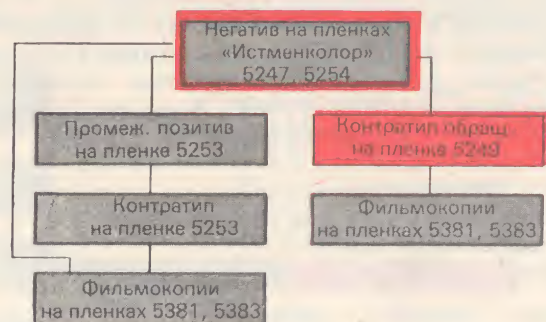 Негатив на пленках
«Истменколор»
5247, 5254
Промеж. позитив
на пленке 5253
Контратип обращ.
на пленке 5249
Контратип
на пленке 5253
Фильмокопии
на пленках 5381, 5383
Фильмокопии
на пленках 5381, 5383